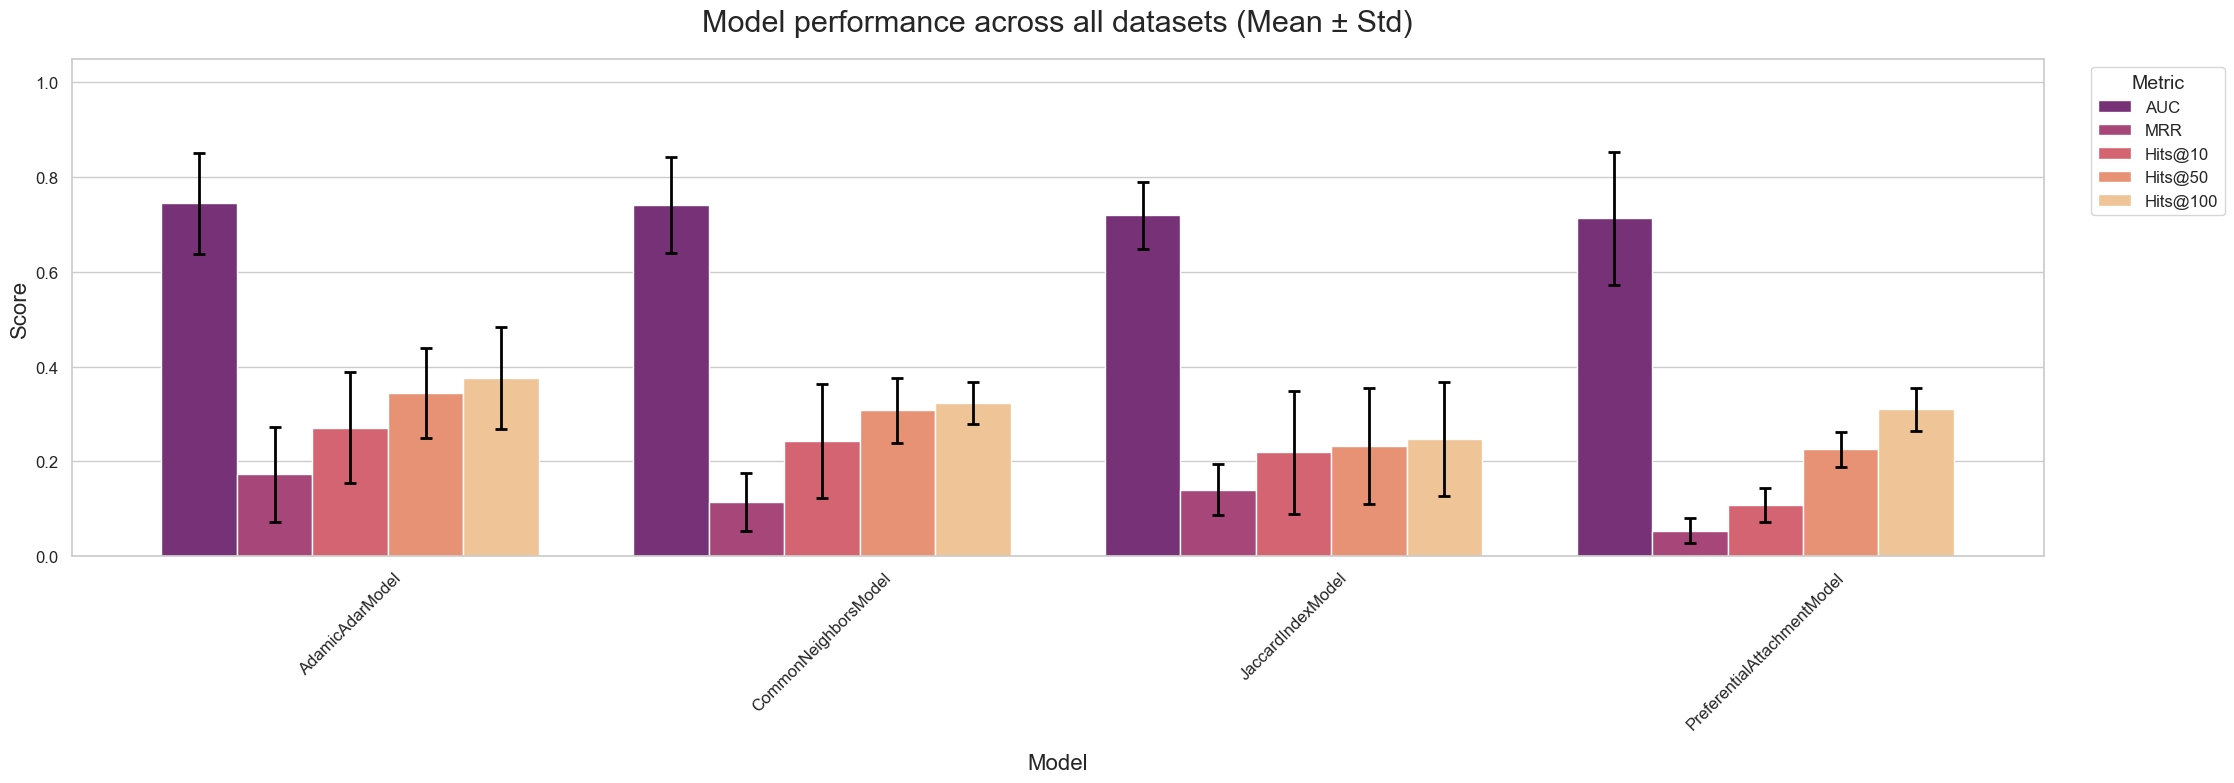 Model performance across all datasets (Mean ± Std)
Score
1.0
0.8
0.6
0.4
0.2
0.0
AdamicAdarModel
CommonNeighborsModel
JaccardIndexModel
PreferentialAttachmentModel
Model
Metric
AUC
MRR
Hits@10
Hits@50
Hits@100